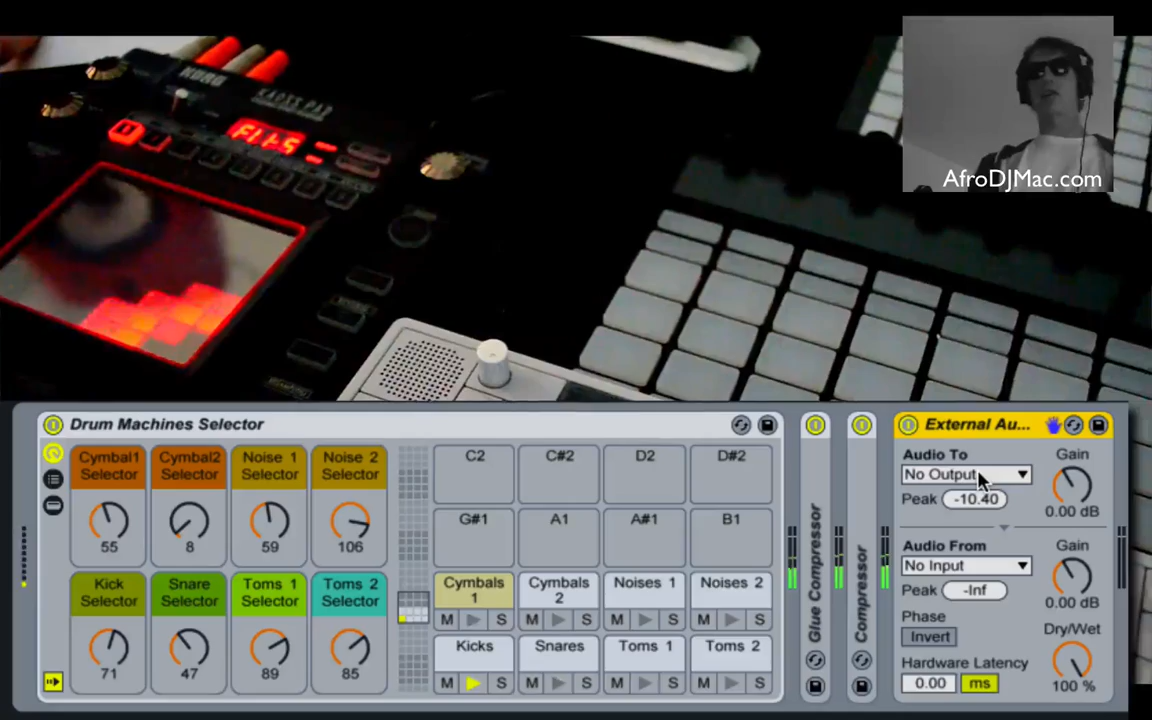 KORG
KAOSS PAD
AfroDJMac.com
Drum Machines Selector
Cymbal1 Selector
Cymbal2 Selector
Noise 1 Selector
Noise 2 Selector
55
8
59
106
Kick Selector
Snare Selector
Toms 1 Selector
Toms 2 Selector
71
47
89
85
C2
C#2
D2
D#2
G#1
A1
A#1
B1
Cymbals 1
Cymbals 2
Noises 1
Noises 2
M S M S M S M S
Kicks
Snares
Toms 1
Toms 2
M S M S M S M S
Glue Compressor
Compressor
External Au...
Audio To
Gain
No Output
Peak -10.40
0.00 dB
Audio From
Gain
No Input
Peak -Inf
0.00 dB
Phase
Invert
Dry/Wet
Hardware Latency
0.00 ms
100 %